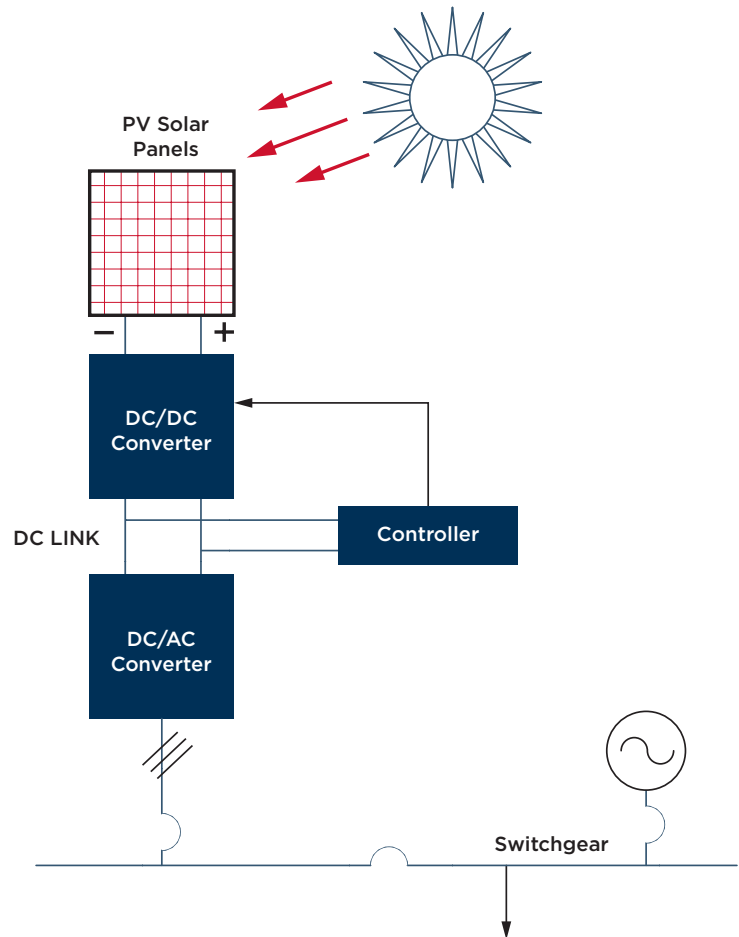 PV Solar
Panels
− +
DC/DC
Converter
DC LINK
Controller
DC/AC
Converter
Switchgear